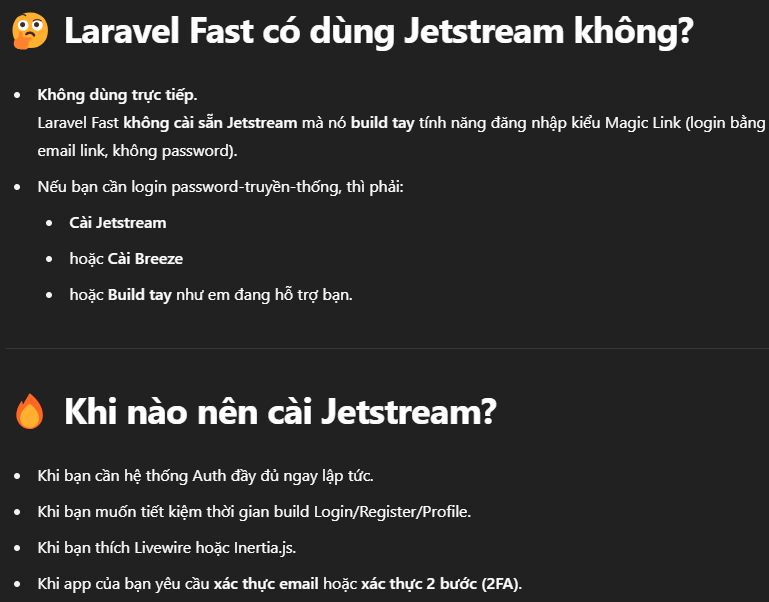 🤔 Laravel Fast có dùng Jetstream không?
• Không dùng trực tiếp.
Laravel Fast không cài sẵn Jetstream mà nó build tay tính năng đăng nhập kiểu Magic Link (login bằng
email link, không password).
• Nếu bạn cần login password-truyền-thống, thì phải:
• Cài Jetstream
• hoặc Cài Breeze
• hoặc Build tay như em đang hỗ trợ bạn.
🔥 Khi nào nên cài Jetstream?
• Khi bạn cần hệ thống Auth đầy đủ ngay lập tức.
• Khi bạn muốn tiết kiệm thời gian build Login/Register/Profile.
• Khi bạn thích Livewire hoặc Inertia.js.
• Khi app của bạn yêu cầu xác thực email hoặc xác thực 2 bước (2FA).